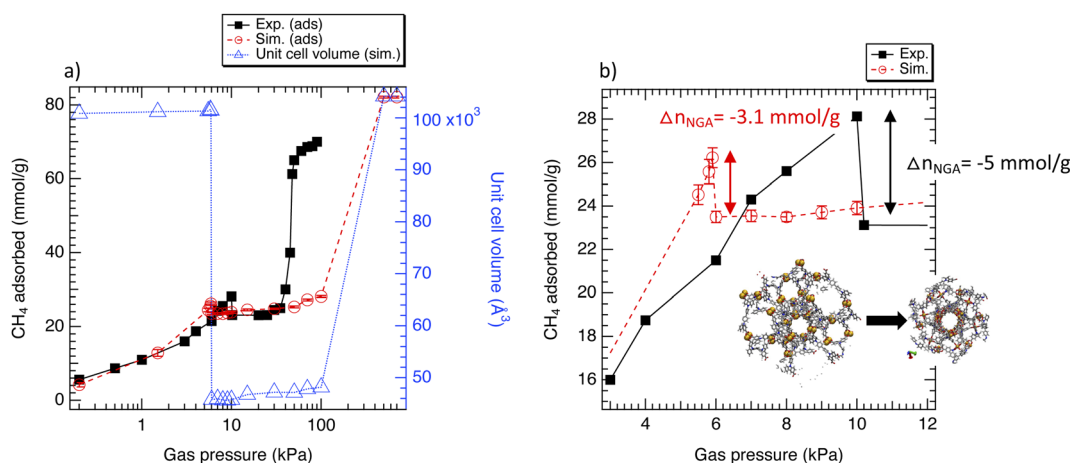 Exp. (ads)
Sim. (ads)
Unit cell volume (sim.)
a)
80
60
40
20
0
CH4 adsorbed (mmol/g)
1
10
100
Gas pressure (kPa)
100 x10³
90
80
70
60
50
Unit cell volume (Å³)
Exp.
Sim.
b)
28
26
24
22
20
18
16
CH4 adsorbed (mmol/g)
ΔnNGA= -3.1 mmol/g
ΔnNGA= -5 mmol/g
4
6
8
10
12
Gas pressure (kPa)